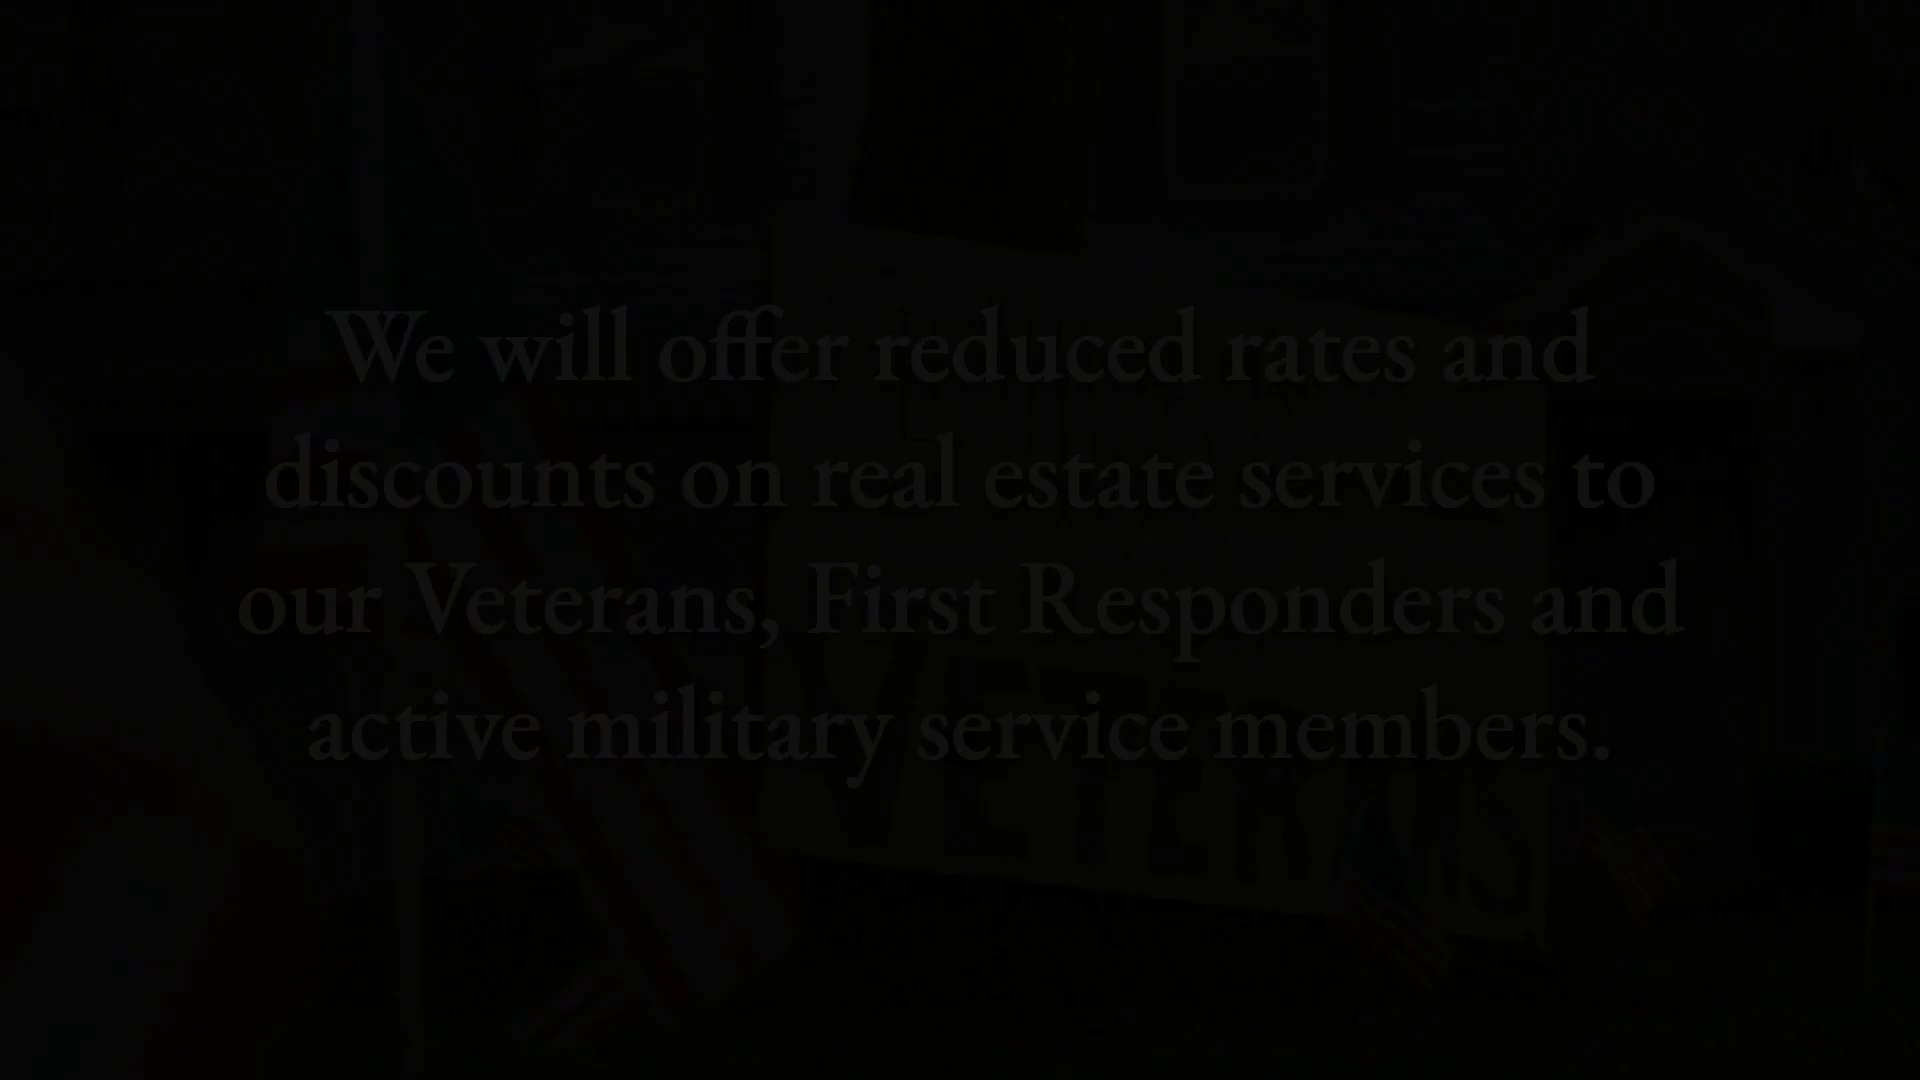 We will offer reduced rates and
discounts on real estate services to
our Veterans, First Responders and
active military service members.
VETERANS